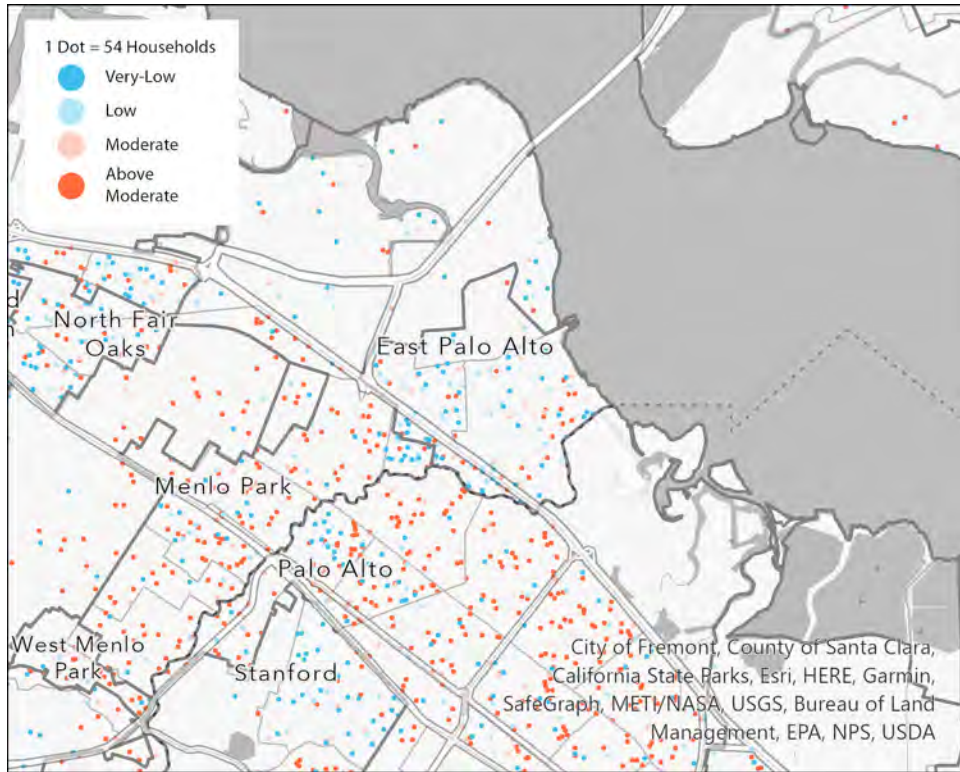 1 Dot = 54 Households
Very-Low
Low
Moderate
Above
Moderate
d
North Fair
Oaks
East Palo Alto
Menlo Park
Palo Alto
West Menlo
Park
Stanford
City of Fremont, County of Santa Clara,
California State Parks, Esri, HERE, Garmin,
SafeGraph, METI/NASA, USGS, Bureau of Land
Management, EPA, NPS, USDA